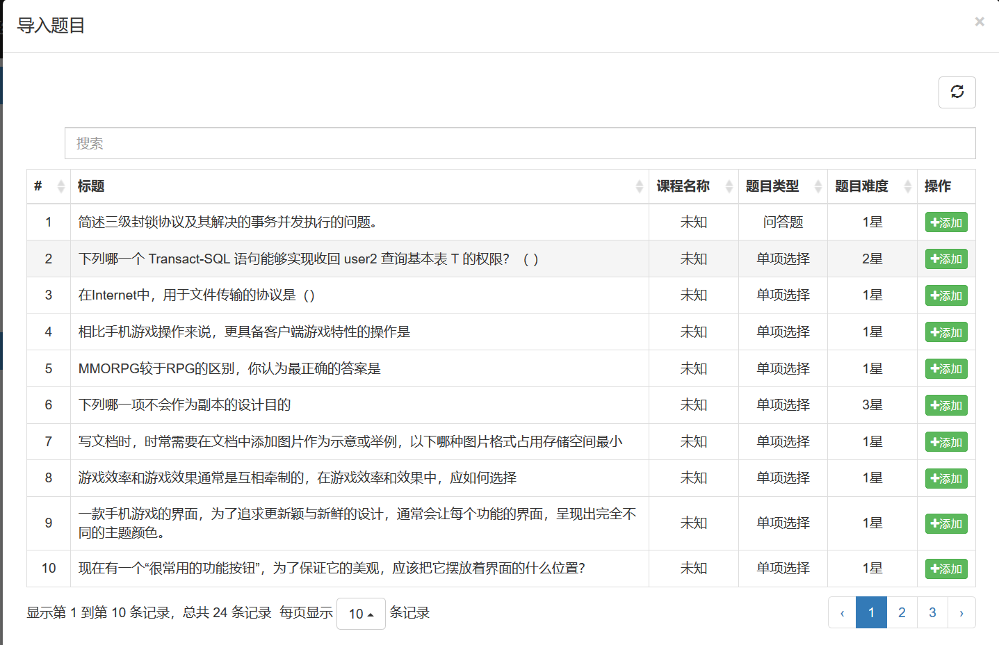 导入题目
×
搜索
# 标题 课程名称 题目类型 题目难度 操作
1 简述三级封锁协议及其解决的事务并发执行的问题。 未知 问答题 1星 添加
2 下列哪一个 Transact-SQL 语句能够实现收回 user2 查询基本表 T 的权限？（ ） 未知 单项选择 2星 添加
3 在Internet中，用于文件传输的协议是（） 未知 单项选择 1星 添加
4 相比手机游戏操作来说，更具备客户端游戏特性的操作是 未知 单项选择 1星 添加
5 MMORPG较于RPG的区别，你认为最正确的答案是 未知 单项选择 1星 添加
6 下列哪一项不会作为副本的设计目的 未知 单项选择 3星 添加
7 写文档时，时常需要在文档中添加图片作为示意或举例，以下哪种图片格式占用存储空间最小 未知 单项选择 1星 添加
8 游戏效率和游戏效果通常是互相牵制的，在游戏效率和效果中，应如何选择 未知 单项选择 1星 添加
9 一款手机游戏的界面，为了追求更新颖与新鲜的设计，通常会让每个功能的界面，呈现出完全不
同的主题颜色。 未知 单项选择 1星 添加
10 现在有一个“很常用的功能按钮”，为了保证它的美观，应该把它摆放着界面的什么位置？ 未知 单项选择 1星 添加
显示第 1 到第 10 条记录，总共 24 条记录 每页显示 10 条记录 ‹ 1 2 3 ›